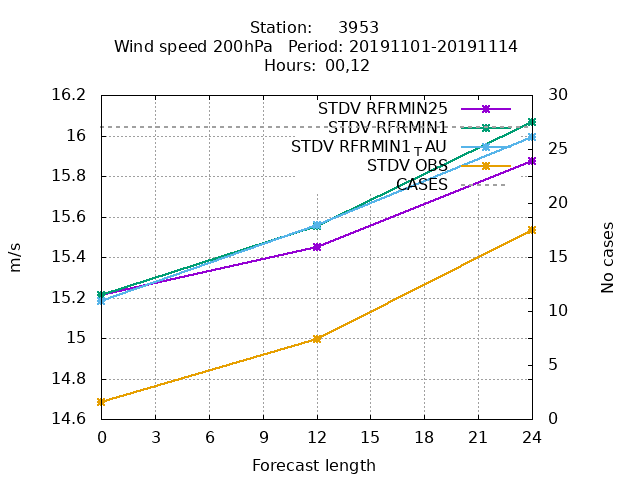 Station: 3953
Wind speed 200hPa Period: 20191101-20191114
Hours: 00,12
16.2
16
15.8
15.6
15.4
15.2
15
14.8
14.6
m/s
STDV RFRMIN25
STDV RFRMIN1
STDV RFRMIN1TAU
STDV OBS
CASES
30
25
20
15
10
5
0
No cases
0 3 6 9 12 15 18 21 24
Forecast length